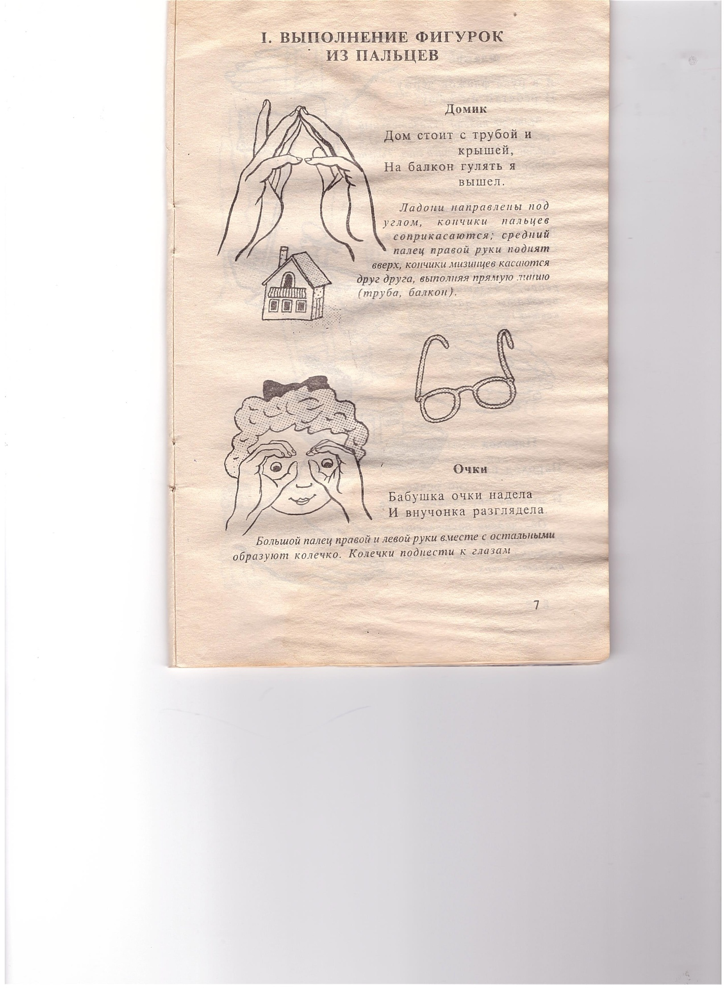 I. ВЫПОЛНЕНИЕ ФИГУРОК
ИЗ ПАЛЬЦЕВ
Домик
Дом стоит с трубой и
крышей,
На балкон гулять я
вышел.
Ладони направлены под
углом, кончики пальцев
соприкасаются; средний
палец правой руки поднят
вверх, кончики мизинцев касаются
друг друга, выполняя прямую линию
(труба, балкон).
Очки
Бабушка очки надела
И внучонка разглядела.
Большой палец правой и левой руки вместе с остальными
образуют колечко. Колечки поднести к глазам
7